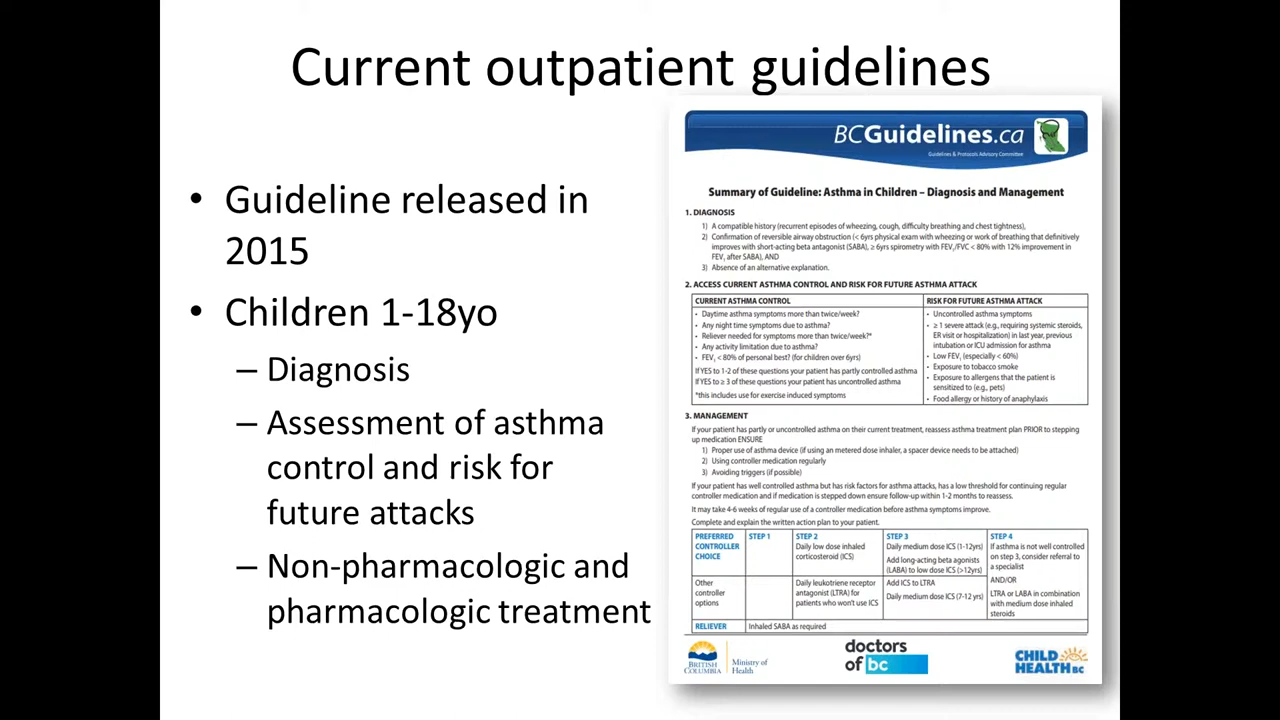 Current outpatient guidelines
• Guideline released in
2015
• Children 1-18yo
– Diagnosis
– Assessment of asthma
control and risk for
future attacks
– Non-pharmacologic and
pharmacologic treatment
BCGuidelines.ca
Guidelines & Protocols Advisory Committee
Summary of Guideline: Asthma in Children – Diagnosis and Management
1. DIAGNOSIS
1) A compatible history (recurrent episodes of wheezing, cough, difficulty breathing and chest tightness),
2) Confirmation of reversible airway obstruction (< 6yrs physical exam with wheezing or work of breathing that definitively
improves with short-acting beta antagonist (SABA), ≥ 6yrs spirometry with FEV₁/FVC < 80% with 12% improvement in
FEV₁ after SABA), AND
3) Absence of an alternative explanation.
2. ACCESS CURRENT ASTHMA CONTROL AND RISK FOR FUTURE ASTHMA ATTACK
CURRENT ASTHMA CONTROL
• Daytime asthma symptoms more than twice/week?
• Any night time symptoms due to asthma?
• Reliever needed for symptoms more than twice/week?*
• Any activity limitation due to asthma?
• FEV₁ < 80% of personal best? (for children over 6yrs)
If YES to 1-2 of these questions your patient has partly controlled asthma
If YES to ≥ 3 of these questions your patient has uncontrolled asthma
*this includes use for exercise induced symptoms
RISK FOR FUTURE ASTHMA ATTACK
• Uncontrolled asthma symptoms
• ≥ 1 severe attack (e.g., requiring systemic steroids,
ER visit or hospitalization) in last year, previous
intubation or ICU admission for asthma
• Low FEV₁ (especially < 60%)
• Exposure to tobacco smoke
• Exposure to allergens that the patient is
sensitized to (e.g., pets)
• Food allergy or history of anaphylaxis
3. MANAGEMENT
If your patient has partly or uncontrolled asthma on their current treatment, reassess asthma treatment plan PRIOR to stepping
up medication ENSURE
1) Proper use of asthma device (if using an metered dose inhaler, a spacer device needs to be attached)
2) Using controller medication regularly
3) Avoiding triggers (if possible)
If your patient has well controlled asthma but has risk factors for asthma attacks, has a low threshold for continuing regular
controller medication and if medication is stepped down ensure follow-up within 1-2 months to reassess.
It may take 4-6 weeks of regular use of a controller medication before asthma symptoms improve.
Complete and explain the written action plan to your patient.
PREFERRED
CONTROLLER
CHOICE
STEP 1
STEP 2
Daily low dose inhaled
corticosteroid (ICS)
STEP 3
Daily medium dose ICS (1-12yrs)
Add long-acting beta agonists
(LABA) to low dose ICS (>12yrs)
STEP 4
If asthma is not well controlled
on step 3, consider referral to
a specialist
AND/OR
LTRA or LABA in combination
with medium dose inhaled
steroids
Other
controller
options
Daily leukotriene receptor
antagonist (LTRA) for
patients who won't use ICS
Add ICS to LTRA
Daily medium dose ICS (7-12 yrs)
RELIEVER
Inhaled SABA as required
BRITISH
COLUMBIA
Ministry of
Health
doctors
of bc
CHILD
HEALTH BC